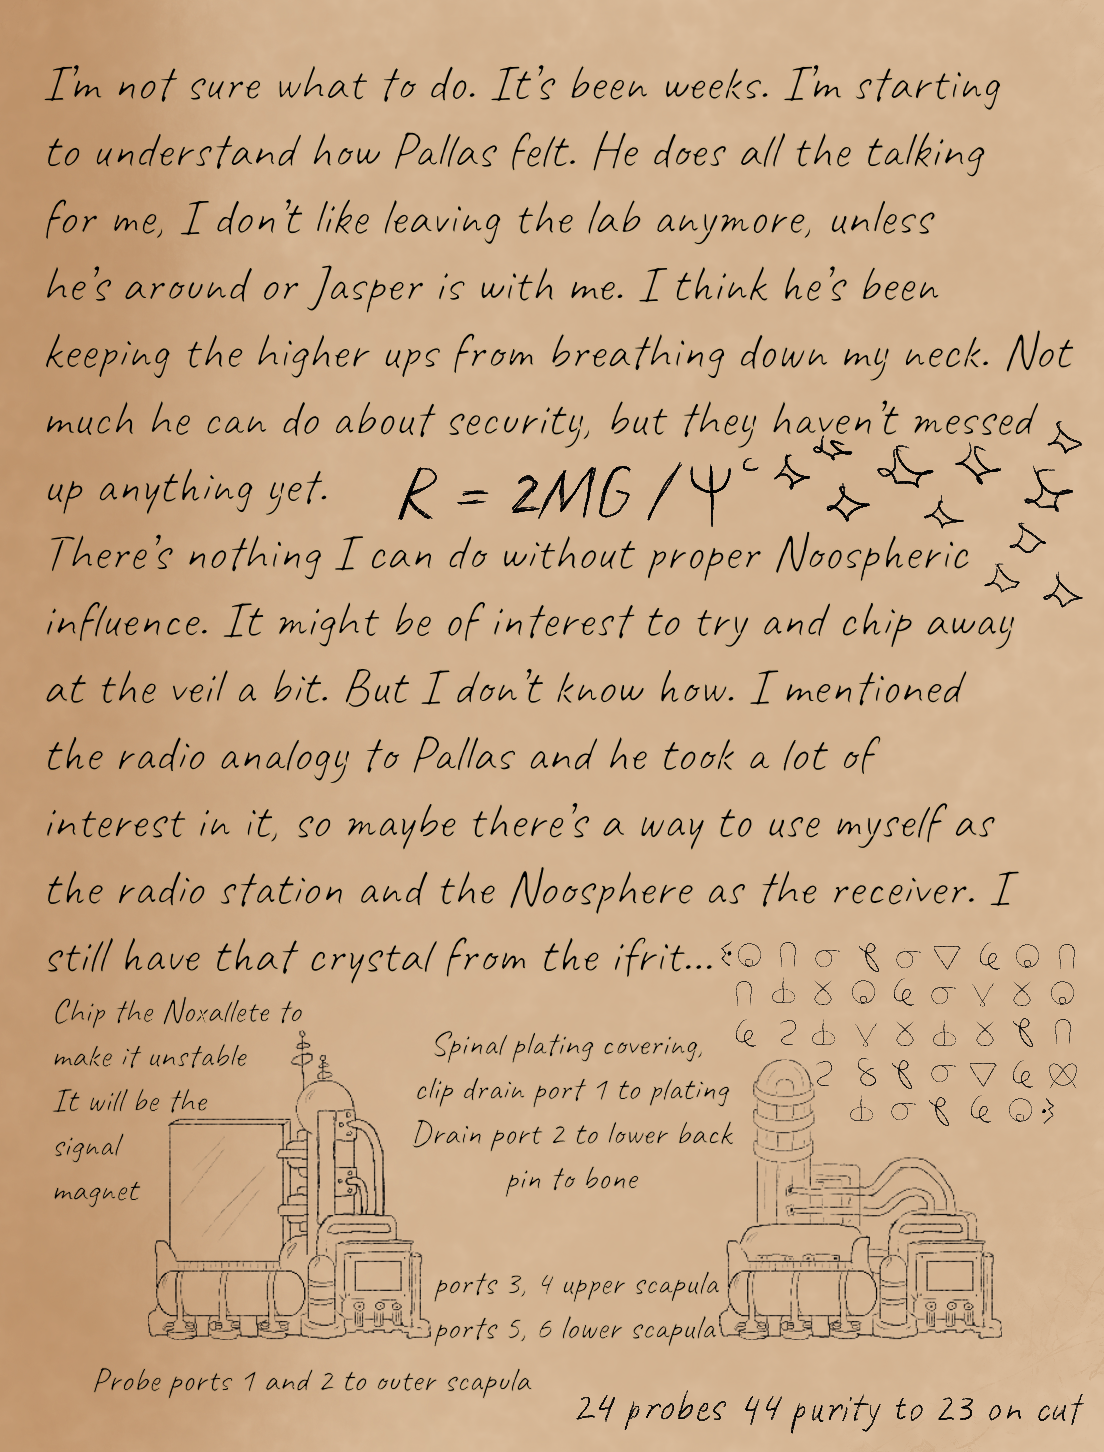 I'm not sure what to do. It's been weeks. I'm starting
to understand how Pallas felt. He does all the talking
for me, I don't like leaving the lab anymore, unless
he's around or Jasper is with me. I think he's been
keeping the higher ups from breathing down my neck. Not
much he can do about security, but they haven't messed
up anything yet.
R = 2MG / Ψ^c
There's nothing I can do without proper Noospheric
influence. It might be of interest to try and chip away
at the veil a bit. But I don't know how. I mentioned
the radio analogy to Pallas and he took a lot of
interest in it, so maybe there's a way to use myself as
the radio station and the Noosphere as the receiver. I
still have that crystal from the ifrit...
Chip the Noxallete to
make it unstable
It will be the
signal
magnet
Spinal plating covering,
clip drain port 1 to plating
Drain port 2 to lower back
pin to bone
ports 3, 4 upper scapula
ports 5, 6 lower scapula
Probe ports 1 and 2 to outer scapula
24 probes 44 purity to 23 on cut